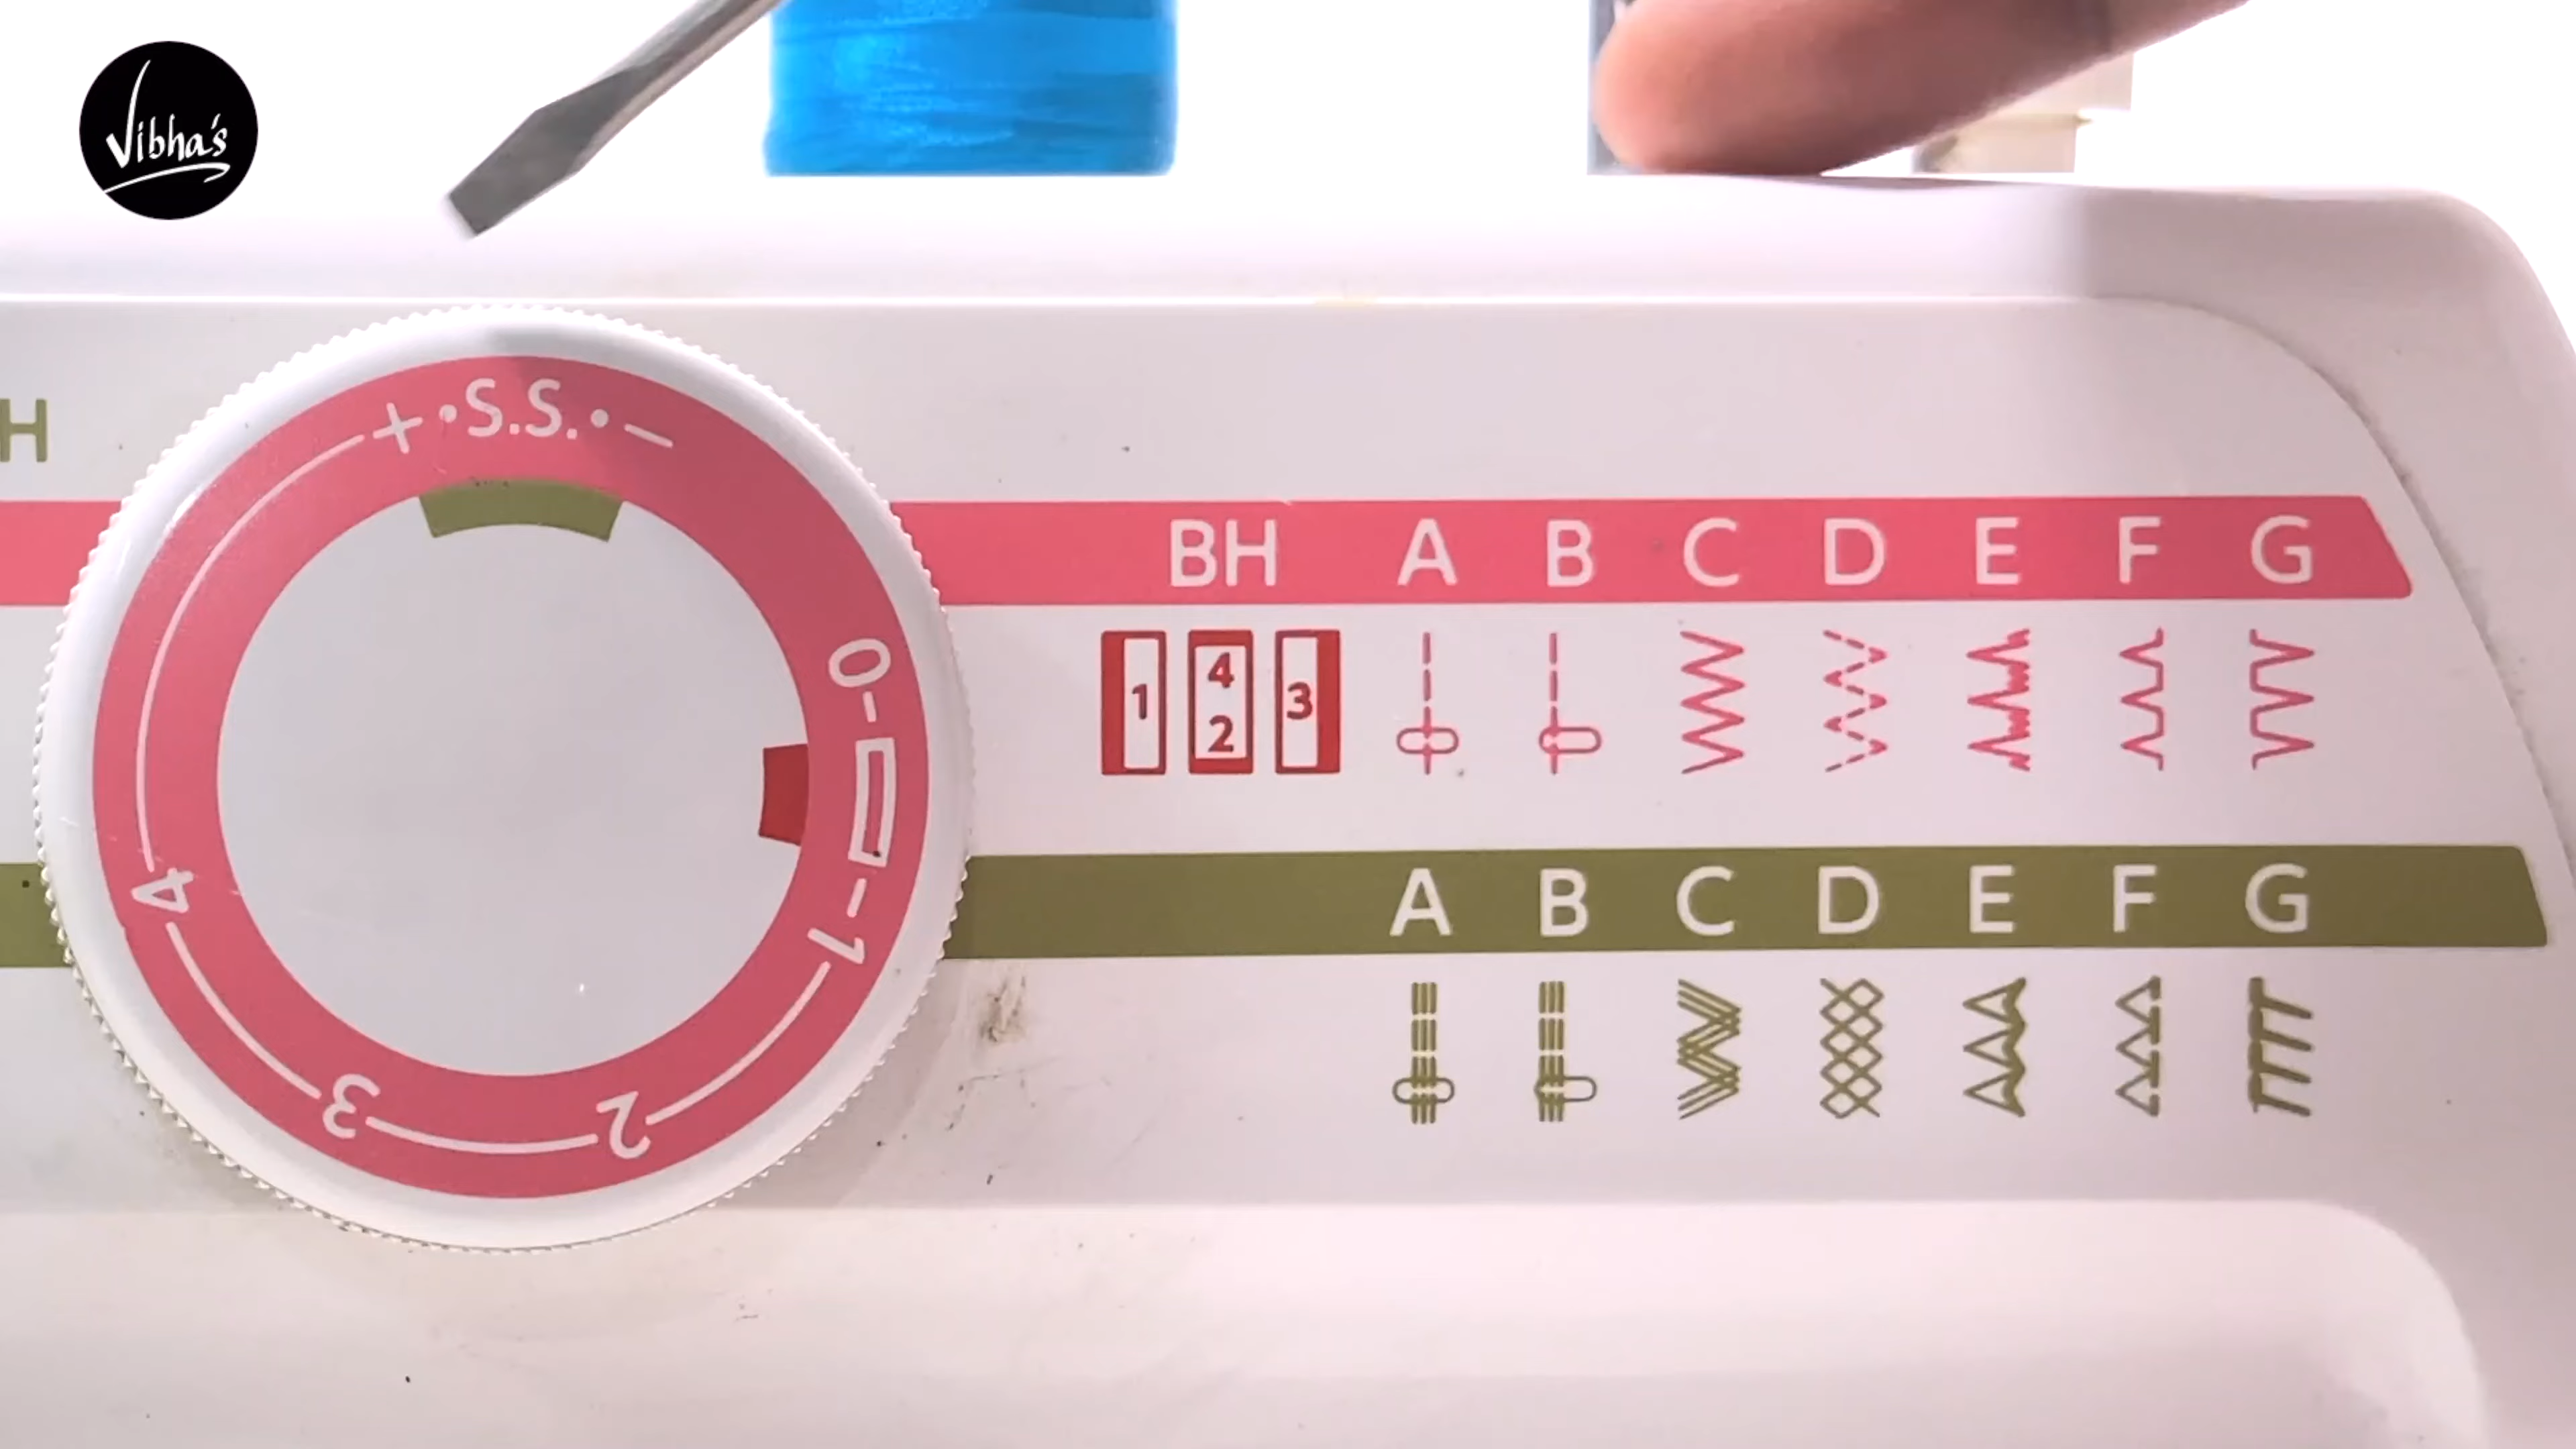 Vibha's
+·S.S.·–
H
BH A B C D E F G
0
1 4 3
2
4
1
A B C D E F G
3
2